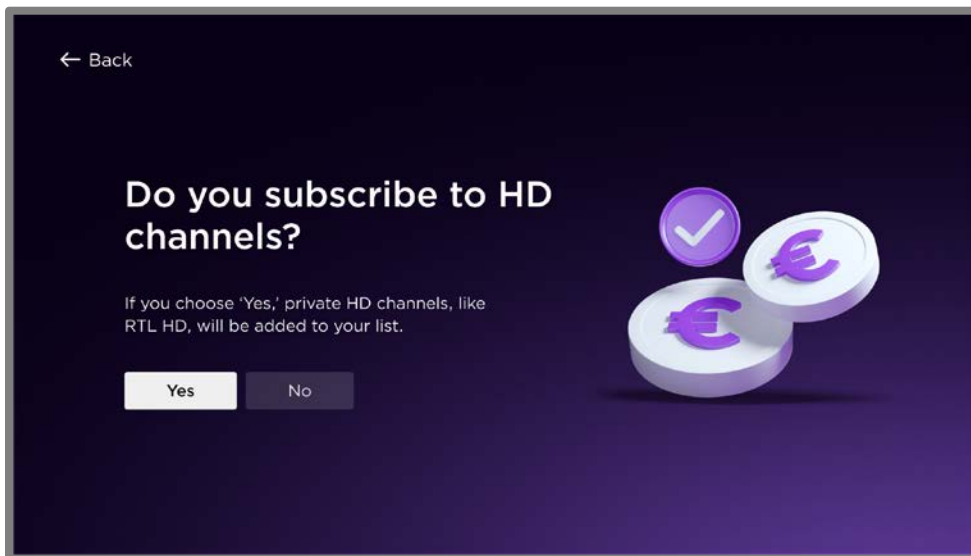 ← Back
Do you subscribe to HD
channels?
If you choose ‘Yes,’ private HD channels, like
RTL HD, will be added to your list.
Yes
No